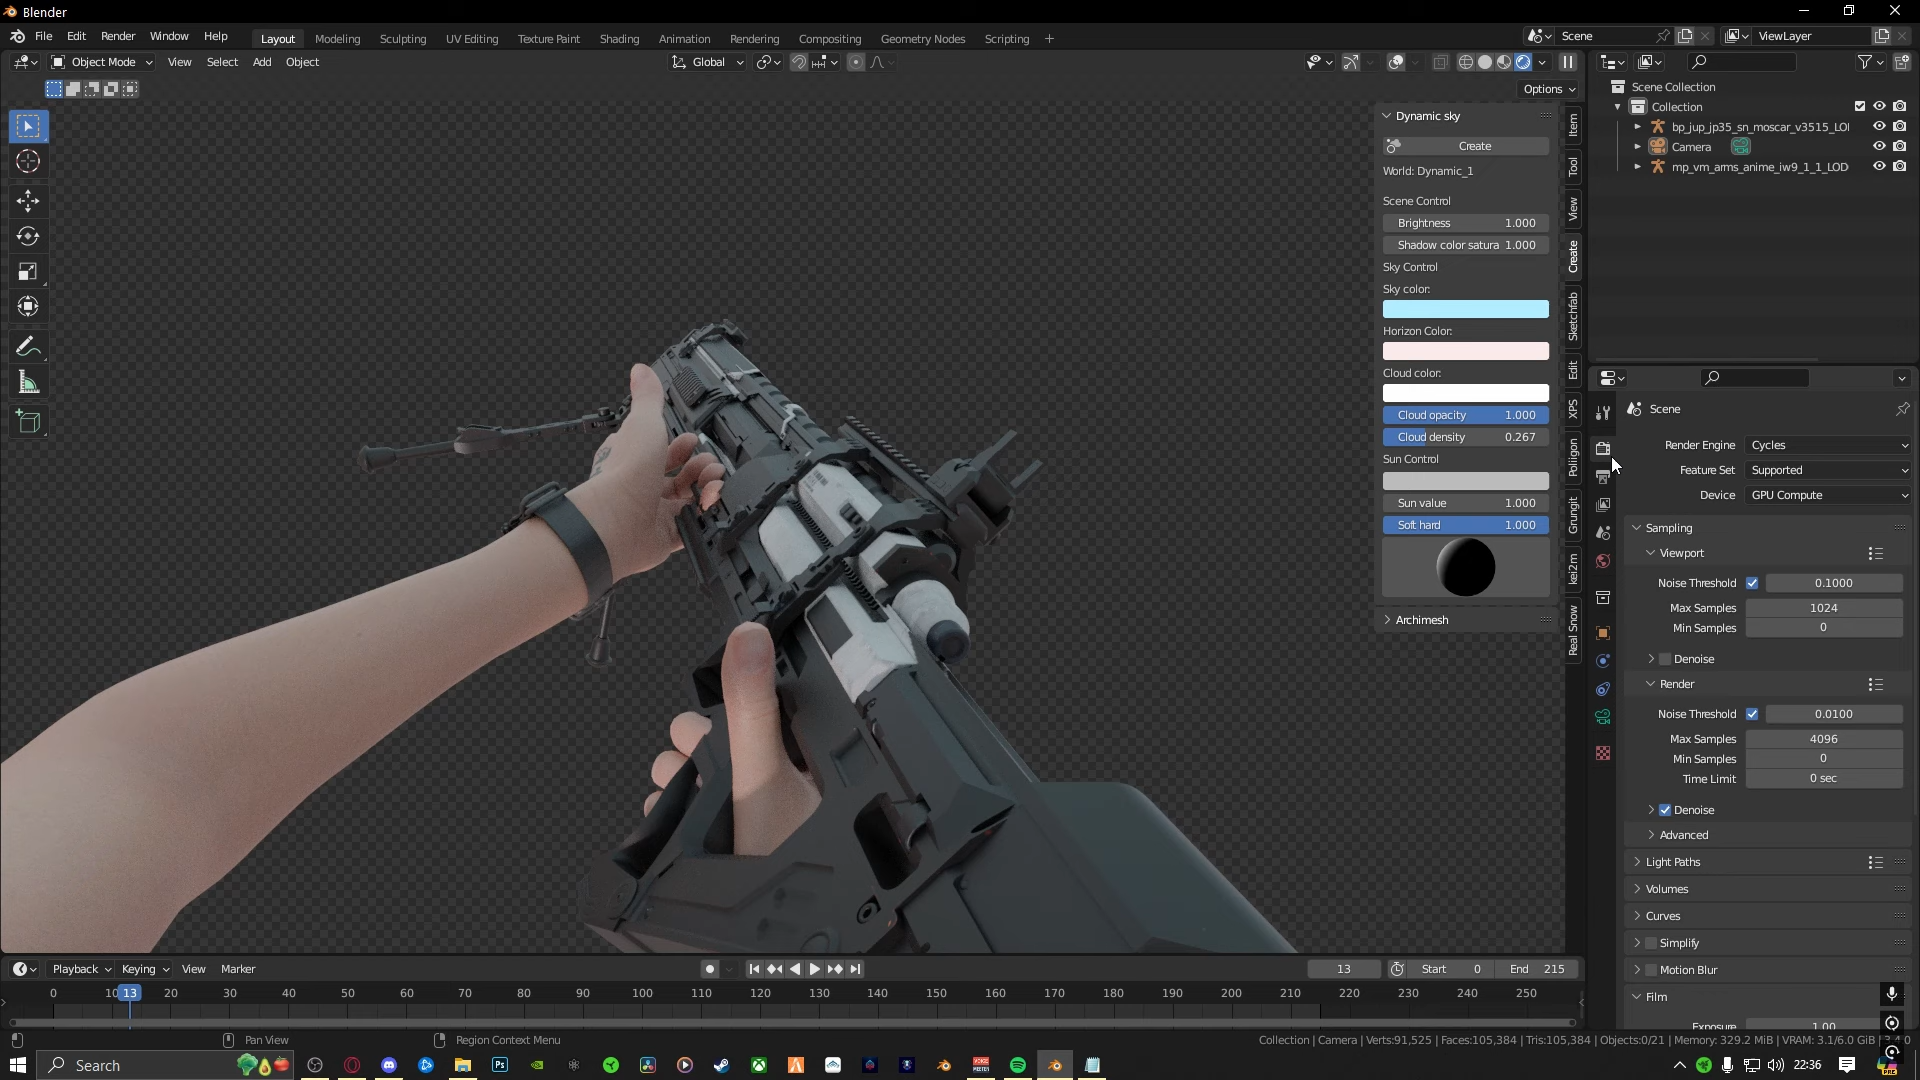 Blender
File Edit Render Window Help
Layout Modeling Sculpting UV Editing Texture Paint Shading Animation Rendering Compositing Geometry Nodes Scripting
Scene
ViewLayer
Object Mode View Select Add Object
Global
Options
Dynamic sky
Create
World: Dynamic_1
Scene Control
Brightness 1.000
Shadow color satura 1.000
Sky Control
Sky color:
Horizon Color:
Cloud color:
Cloud opacity 1.000
Cloud density 0.267
Sun Control
Sun value 1.000
Soft hard 1.000
Archimesh
Item
Tool
View
Create
Sketchfab
Edit
XPS
Poliigon
Grungit
kei2m
Real Snow
Scene Collection
Collection
bp_jup_jp35_sn_moscar_v3515_LO
Camera
mp_vm_arms_anime_iw9_1_1_LOD
Scene
Render Engine Cycles
Feature Set Supported
Device GPU Compute
Sampling
Viewport
Noise Threshold 0.1000
Max Samples 1024
Min Samples 0
Denoise
Render
Noise Threshold 0.0100
Max Samples 4096
Min Samples 0
Time Limit 0 sec
Denoise
Advanced
Light Paths
Volumes
Curves
Simplify
Motion Blur
Film
Exposure 1.00
Playback Keying View Marker
13 Start 0 End 215
0 10 13 20 30 40 50 60 70 80 90 100 110 120 130 140 150 160 170 180 190 200 210 220 230 240 250
Pan View
Region Context Menu
Collection | Camera | Verts:91,525 | Faces:105,384 | Tris:105,384 | Objects:0/21 | Memory: 329.2 MiB | VRAM: 3.1/6.0 GiB
Search
22:36